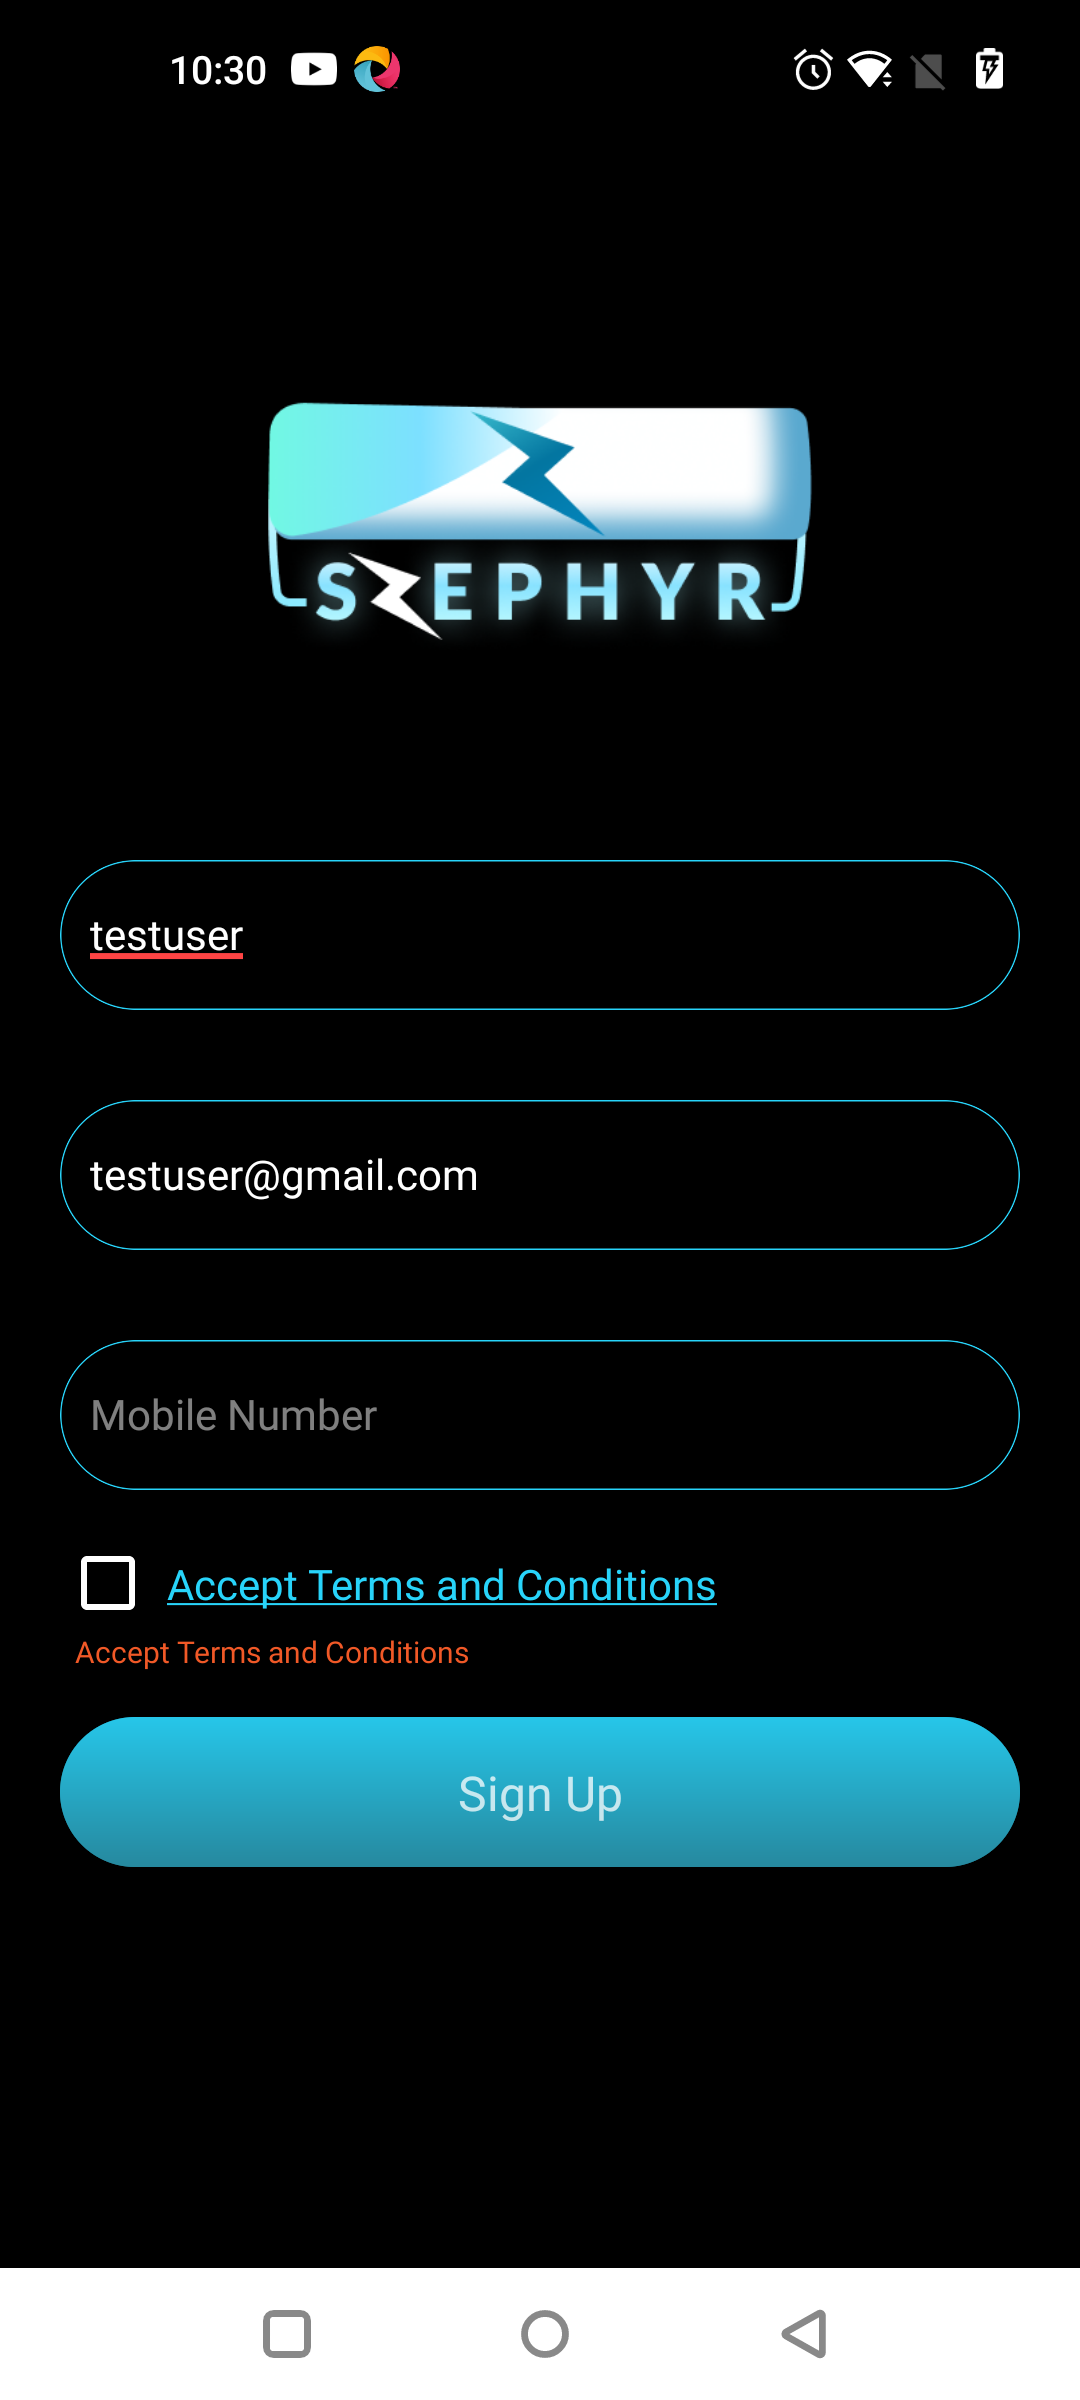 10:30
SZEPHYR
testuser
testuser@gmail.com
Mobile Number
Accept Terms and Conditions
Accept Terms and Conditions
Sign Up